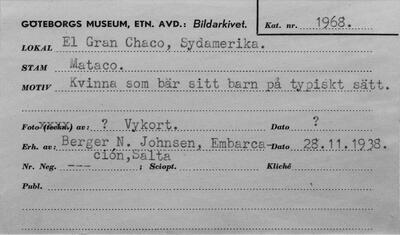 GÖTEBORGS MUSEUM, ETN. AVD.: Bildarkivet.
Kat. nr. 1968.
LOKAL El Gran Chaco, Sydamerika.
STAM Mataco.
MOTIV Kvinna som bär sitt barn på typiskt sätt.
Foto (teckn.) av: ? Vykort. Dato ?
Erh. av: Berger N. Johnsen, Embarca- Dato 28.11.1938.
ción, Salta
Nr. Neg. --- ; Sciopt. Kliché
Publ.